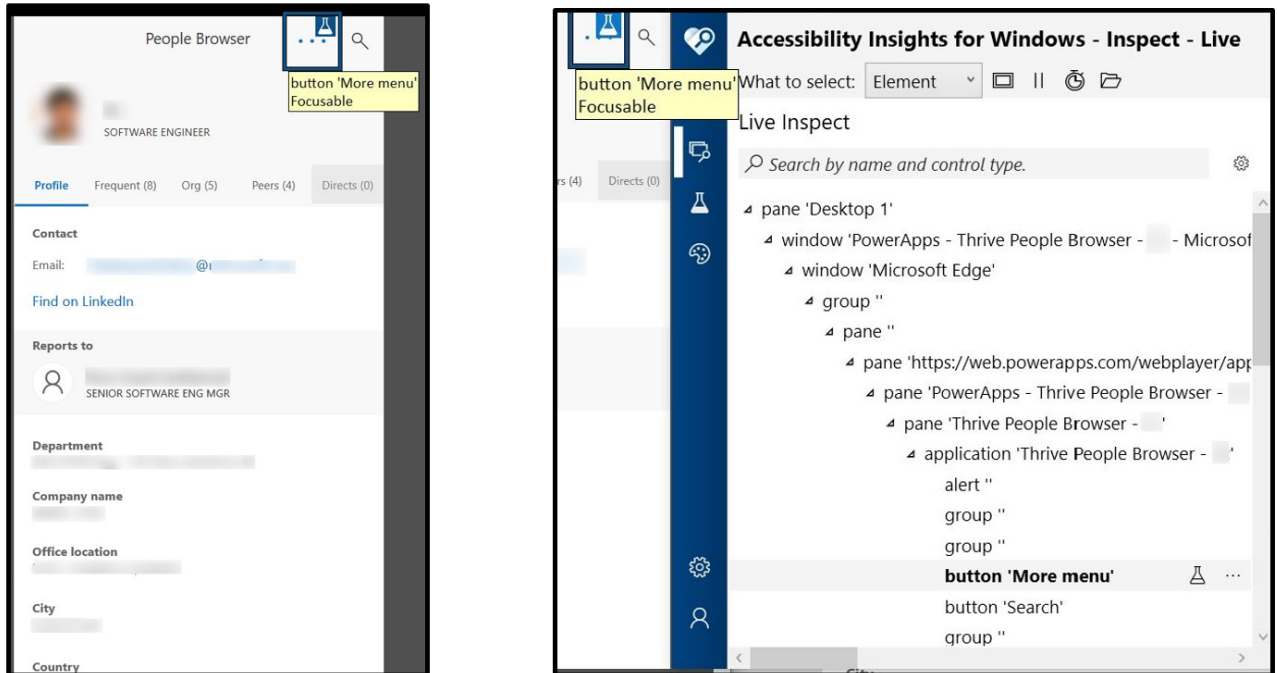 People Browser
button 'More menu'
Focusable
SOFTWARE ENGINEER
Profile Frequent (8) Org (5) Peers (4) Directs (0)
Contact
Email: @
Find on LinkedIn
Reports to
SENIOR SOFTWARE ENG MGR
Department
Company name
Office location
City
Country
button 'More menu'
Focusable
rs (4) Directs (0)
Accessibility Insights for Windows - Inspect - Live
What to select: Element
Live Inspect
Search by name and control type.
pane 'Desktop 1'
window 'PowerApps - Thrive People Browser - - Microsof
window 'Microsoft Edge'
group ''
pane ''
pane 'https://web.powerapps.com/webplayer/app
pane 'PowerApps - Thrive People Browser -
pane 'Thrive People Browser - '
application 'Thrive People Browser - '
alert ''
group ''
group ''
button 'More menu'
button 'Search'
group ''